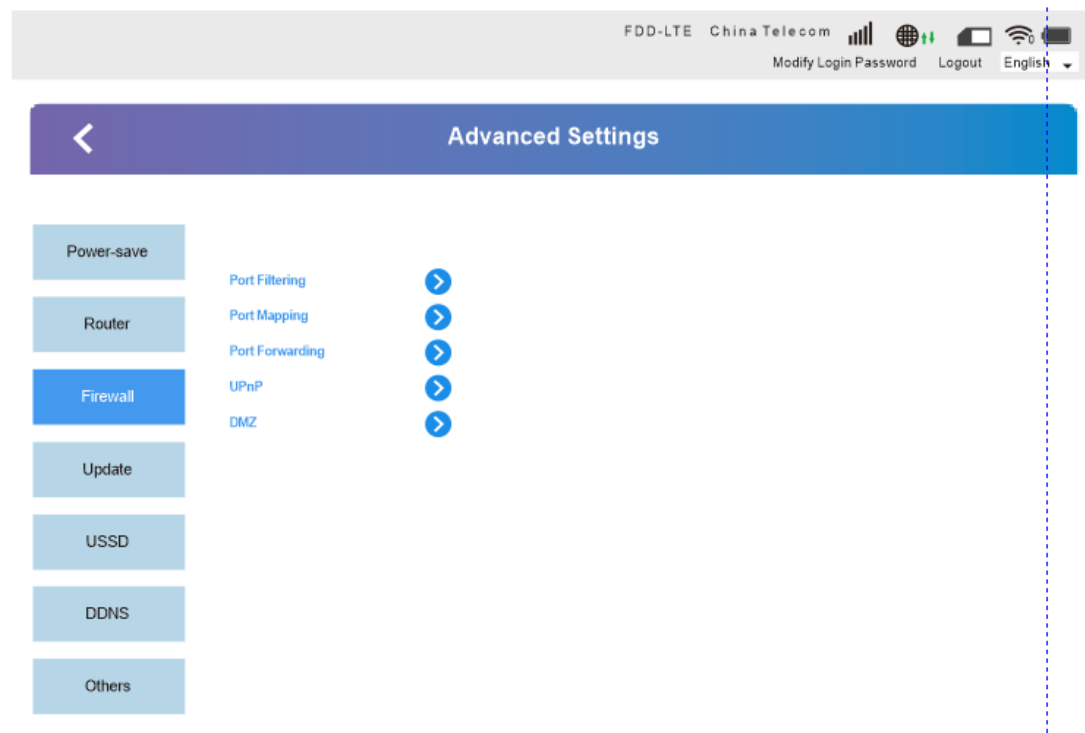 FDD-LTE China Telecom
0
Modify Login Password Logout English
Advanced Settings
Power-save
Port Filtering
Router
Port Mapping
Port Forwarding
Firewall
UPnP
DMZ
Update
USSD
DDNS
Others